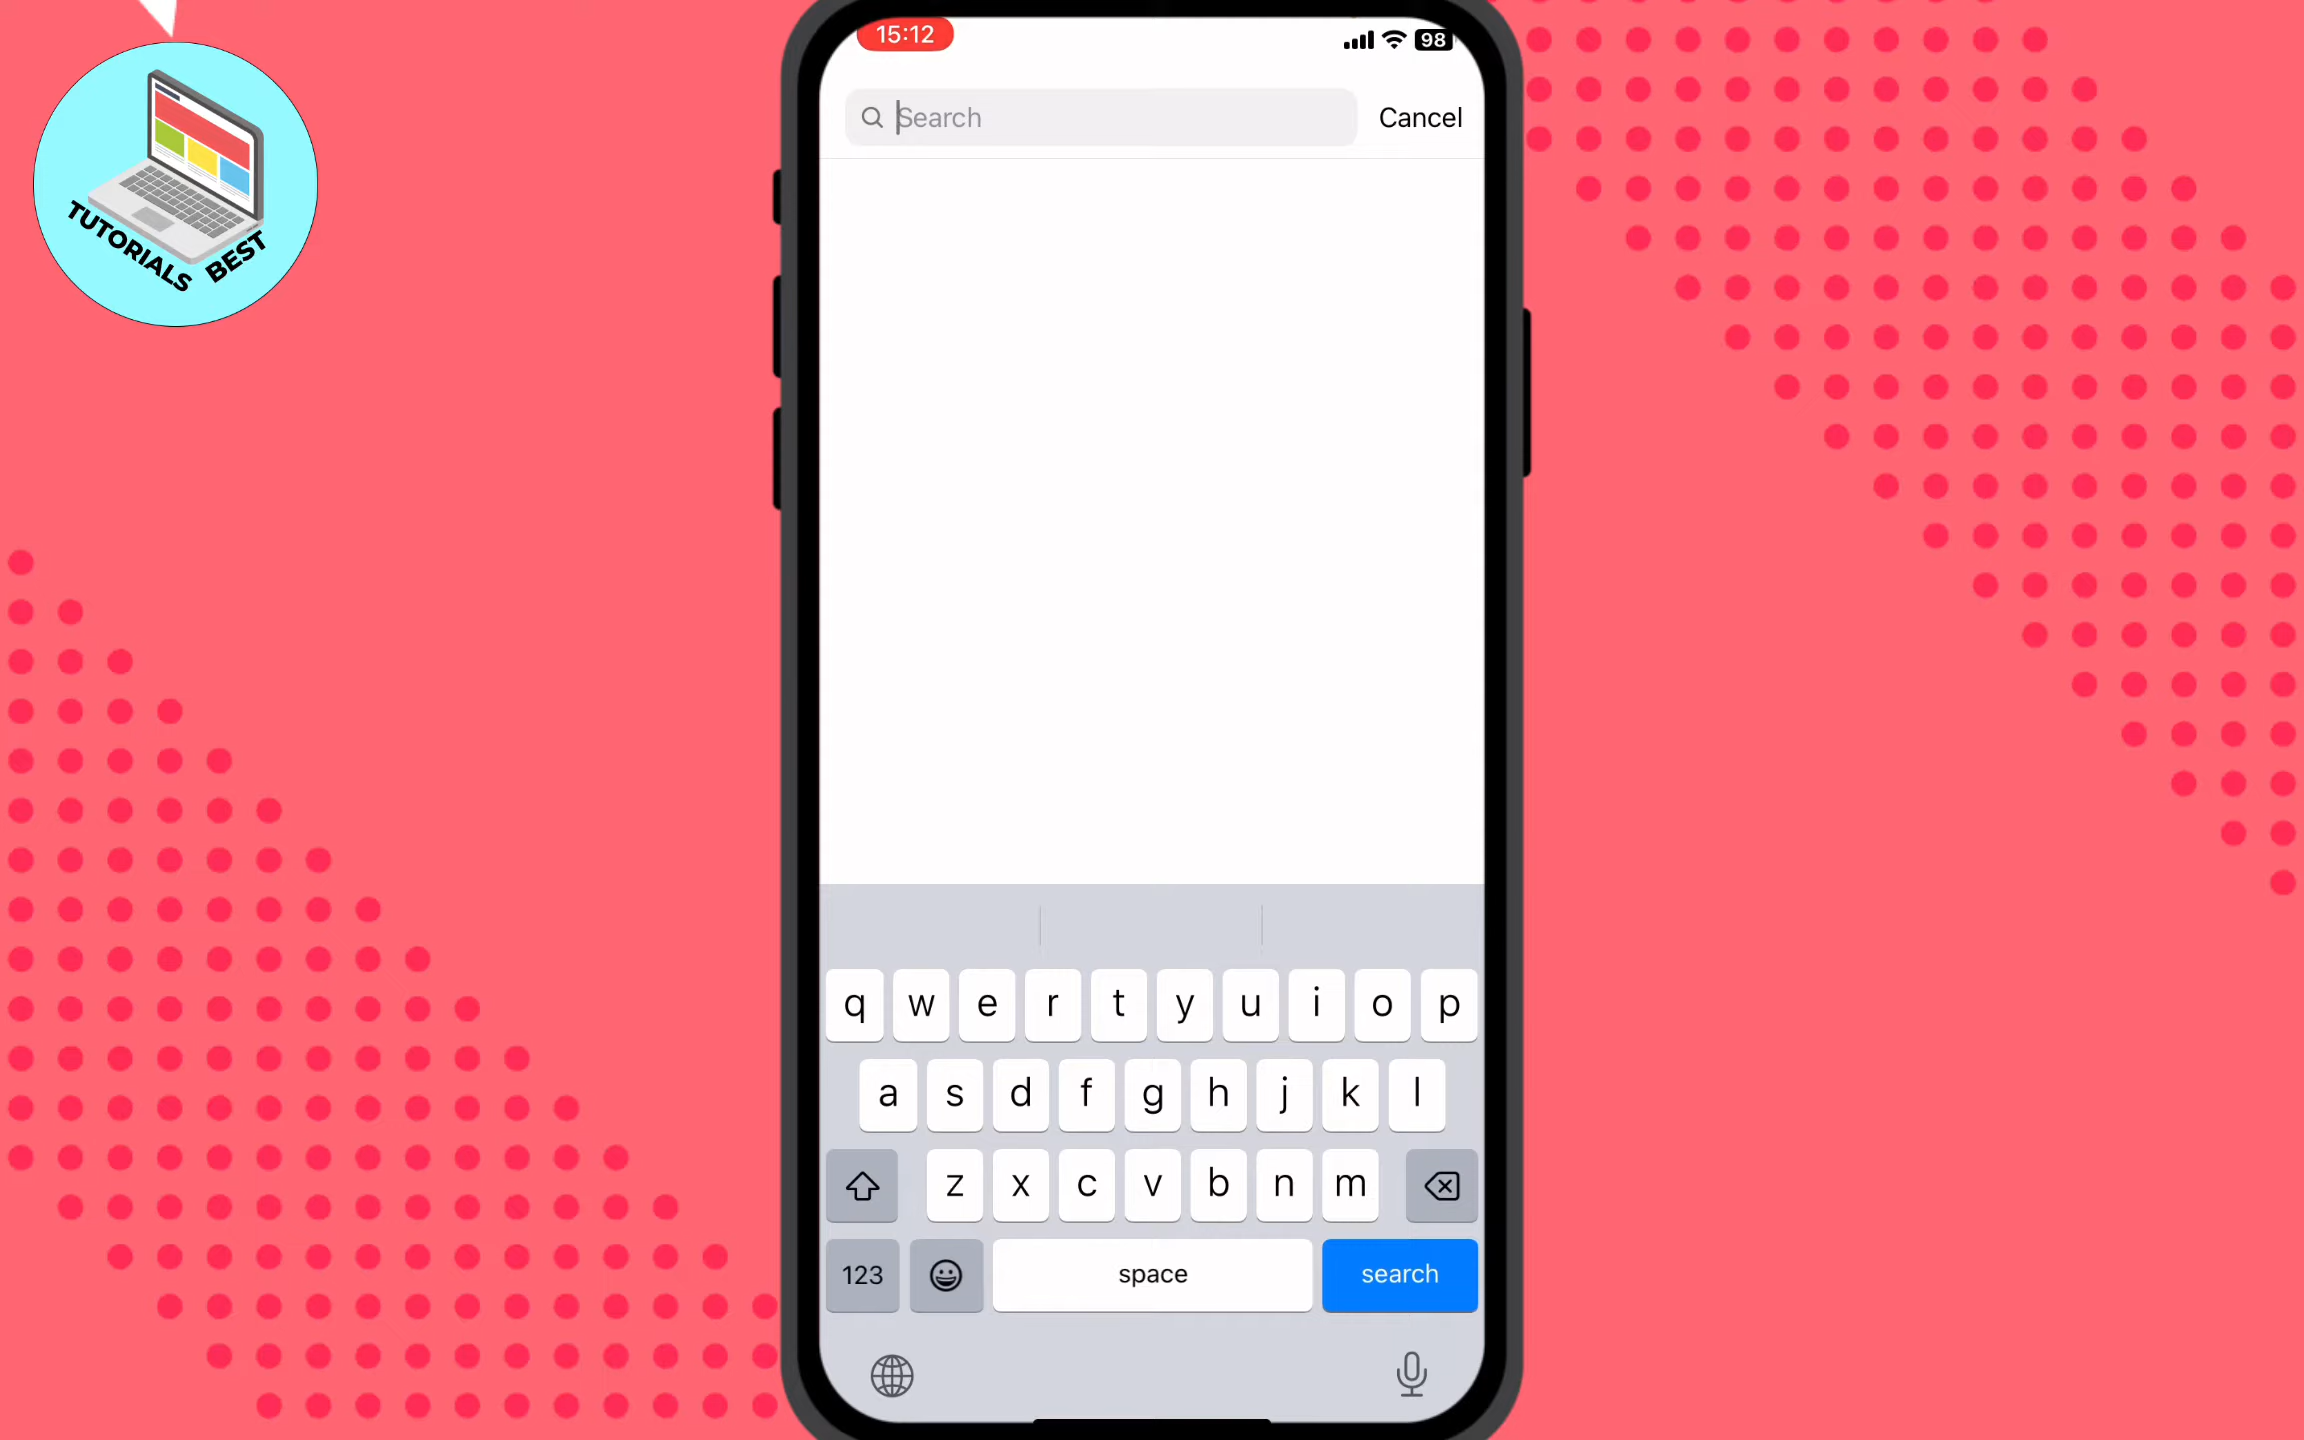 TUTORIALS BEST
15:12
98
Search
Cancel
q w e r t y u i o p
a s d f g h j k l
z x c v b n m
123
space
search